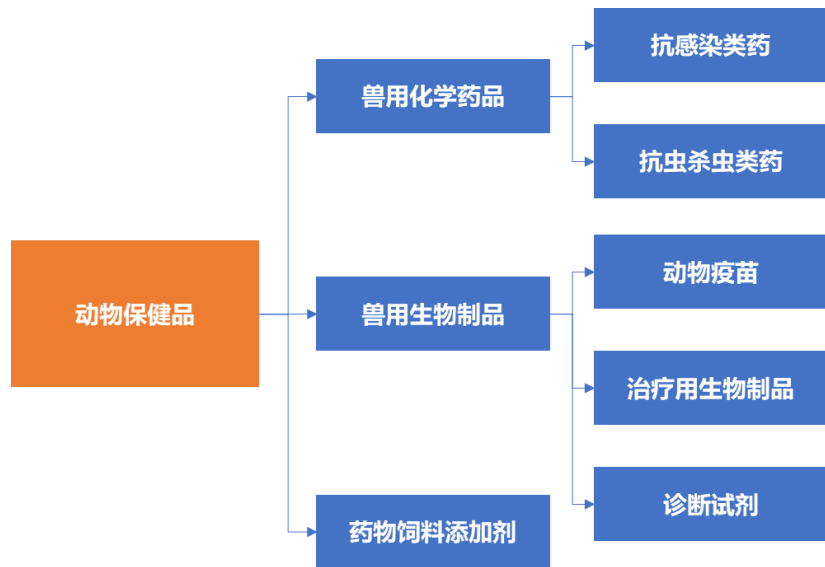 抗感染类药
兽用化学药品
抗虫杀虫类药
动物疫苗
动物保健品
兽用生物制品
治疗用生物制品
诊断试剂
药物饲料添加剂